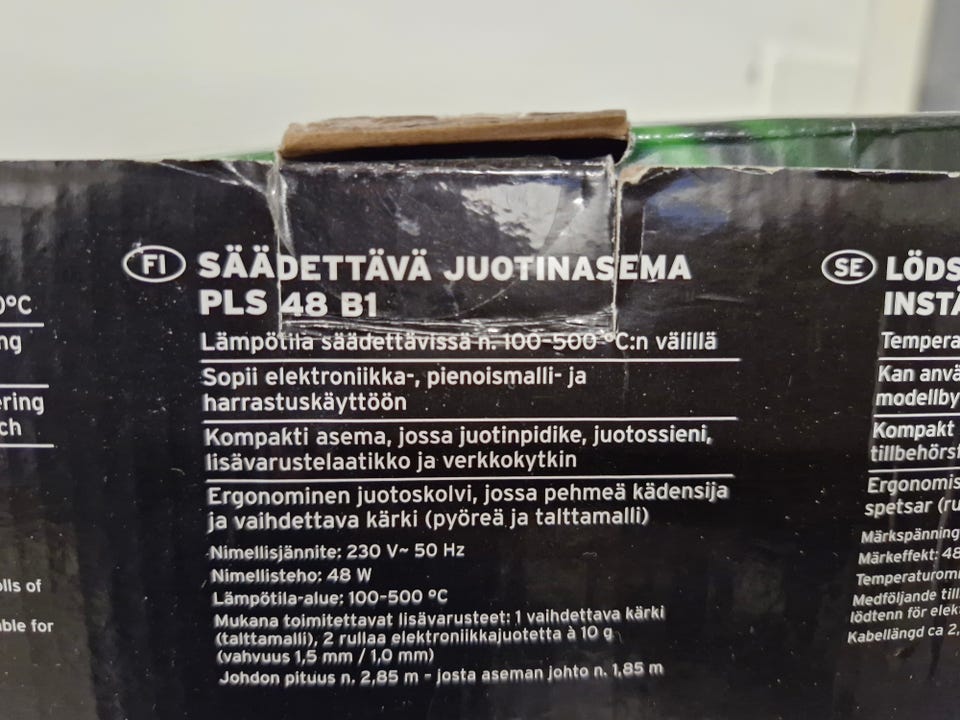 FI SÄÄDETTÄVÄ JUOTINASEMA
PLS 48 B1
Lämpötila säädettävissä n. 100-500 °C:n välillä
Sopii elektroniikka-, pienoismalli- ja
harrastuskäyttöön
Kompakti asema, jossa juotinpidike, juotossieni,
lisävarustelaatikko ja verkkokytkin
Ergonominen juotoskolvi, jossa pehmeä kädensija
ja vaihdettava kärki (pyöreä ja talttamalli)
Nimellisjännite: 230 V~ 50 Hz
Nimellisteho: 48 W
Lämpötila-alue: 100-500 °C
Mukana toimitettavat lisävarusteet: 1 vaihdettava kärki
(talttamalli), 2 rullaa elektroniikkajuotetta à 10 g
(vahvuus 1,5 mm / 1,0 mm)
Johdon pituus n. 2,85 m - josta aseman johto n. 1,85 m
0°C
ng
ering
ch
olls of
able for
SE LÖDS
INSTÄ
Tempera
Kan anvä
modellby
Kompakt
tillbehörs
Ergonomis
spetsar (ru
Märkspänning
Märkeffekt: 48
Temperaturom
Medföljande till
lödtenn för elek
Kabellängd ca 2,